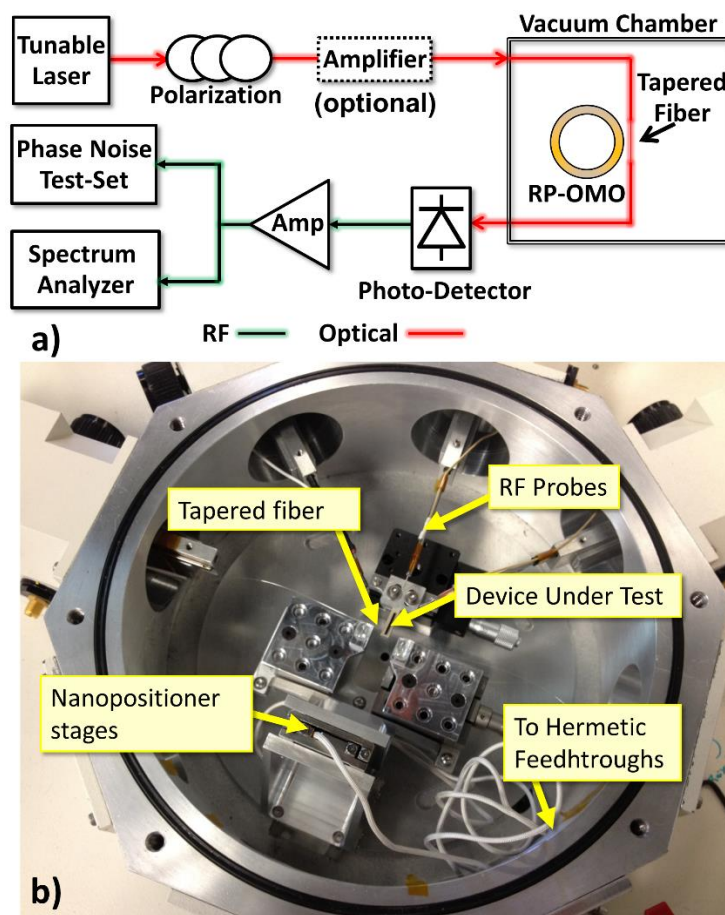 Tunable
Laser
Polarization
Amplifier
(optional)
Vacuum Chamber
Tapered
Fiber
RP-OMO
Phase Noise
Test-Set
Spectrum
Analyzer
Amp
Photo-Detector
a)
RF
Optical
RF Probes
Tapered fiber
Device Under Test
Nanopositioner
stages
To Hermetic
Feedhtroughs
b)